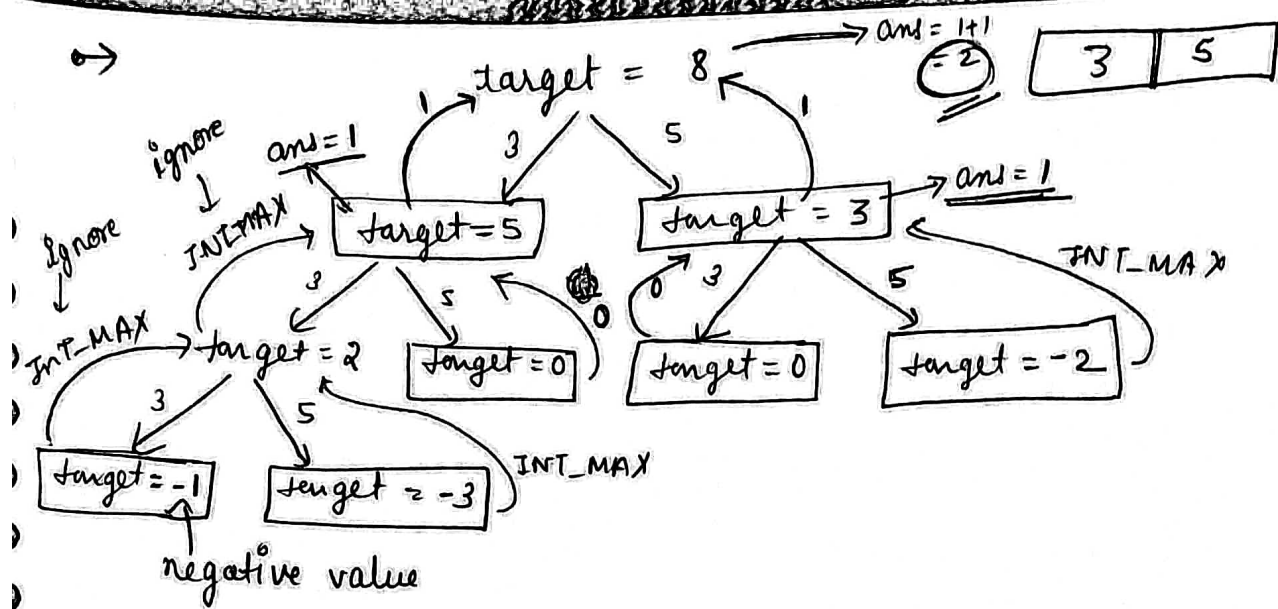 ans = 1+1
= 2
3 5
target = 8
1
1
ignore
ans = 1
3
5
ans = 1
Ignore
INT_MAX
target = 5
target = 3
INT_MAX
3
5
0
0
3
5
INT_MAX
target = 2
target = 0
target = 0
target = -2
3
5
INT_MAX
target = -1
target = -3
negative value